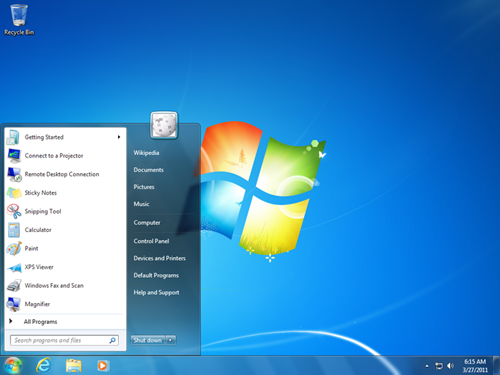 Recycle Bin
Getting Started
Connect to a Projector
Remote Desktop Connection
Sticky Notes
Snipping Tool
Calculator
Paint
XPS Viewer
Windows Fax and Scan
Magnifier
All Programs
Search programs and files
Wikipedia
Documents
Pictures
Music
Computer
Control Panel
Devices and Printers
Default Programs
Help and Support
Shut down
6:15 AM
3/27/2011